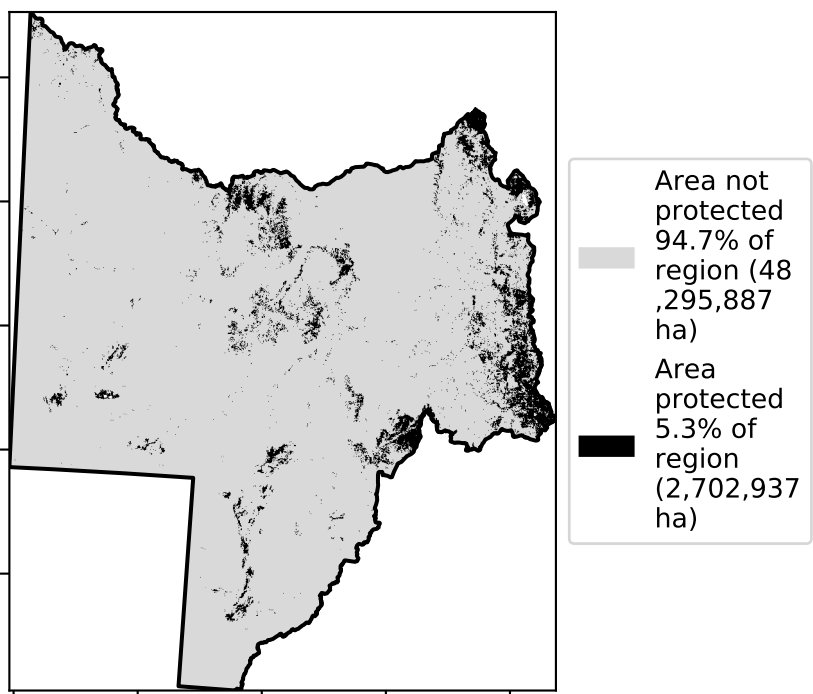 Area not
protected
94.7% of
region (48
,295,887
ha)
Area
protected
5.3% of
region
(2,702,937
ha)